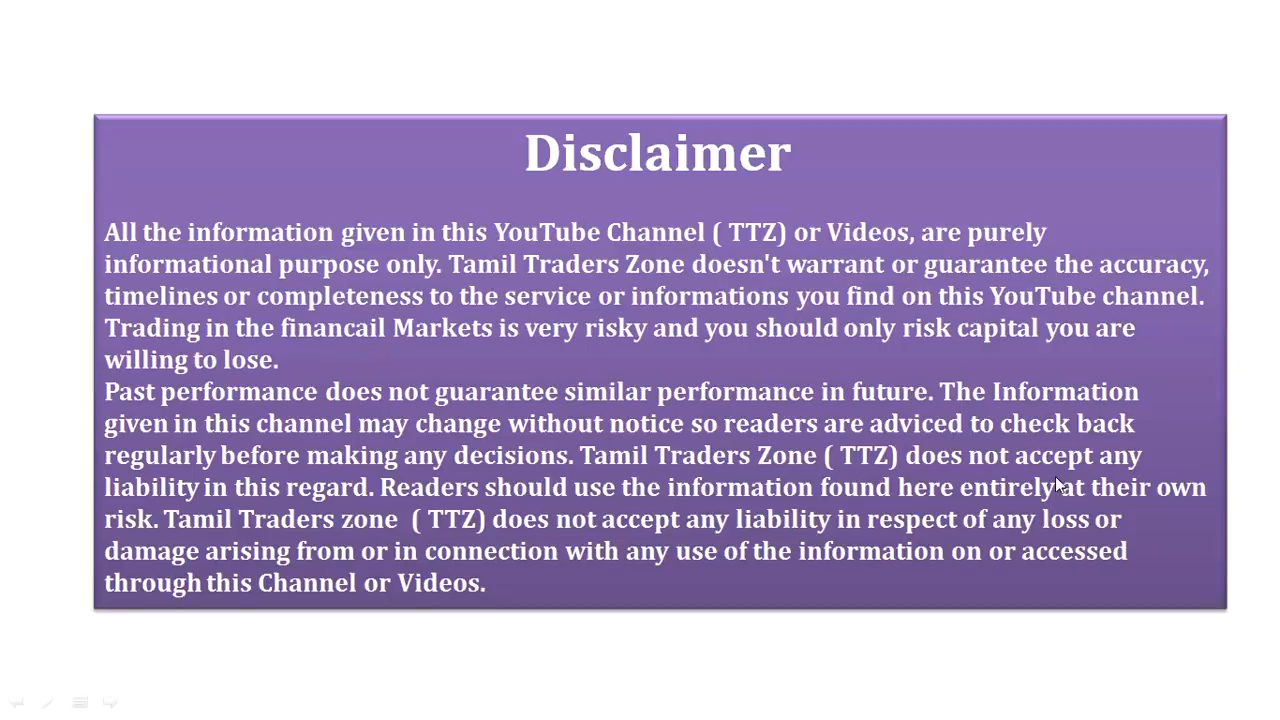 Disclaimer
All the information given in this YouTube Channel ( TTZ) or Videos, are purely
informational purpose only. Tamil Traders Zone doesn't warrant or guarantee the accuracy,
timelines or completeness to the service or informations you find on this YouTube channel.
Trading in the financail Markets is very risky and you should only risk capital you are
willing to lose.
Past performance does not guarantee similar performance in future. The Information
given in this channel may change without notice so readers are adviced to check back
regularly before making any decisions. Tamil Traders Zone ( TTZ) does not accept any
liability in this regard. Readers should use the information found here entirely at their own
risk. Tamil Traders zone  ( TTZ) does not accept any liability in respect of any loss or
damage arising from or in connection with any use of the information on or accessed
through this Channel or Videos.